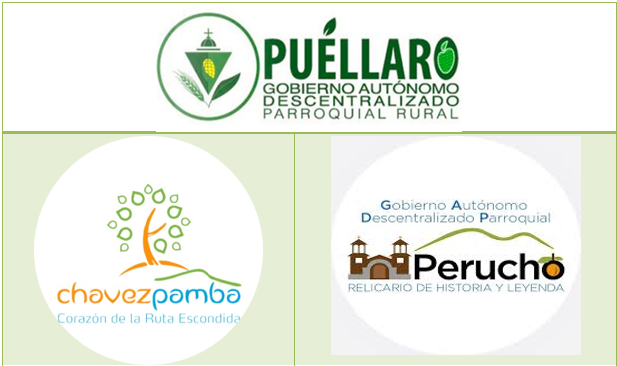 PUÉLLARO
GOBIERNO AUTÓNOMO
DESCENTRALIZADO
PARROQUIAL RURAL
chavezpamba
Corazón de la Ruta Escondida
Gobierno Autónomo
Descentralizado Parroquial
Perucho
RELICARIO DE HISTORIA Y LEYENDA